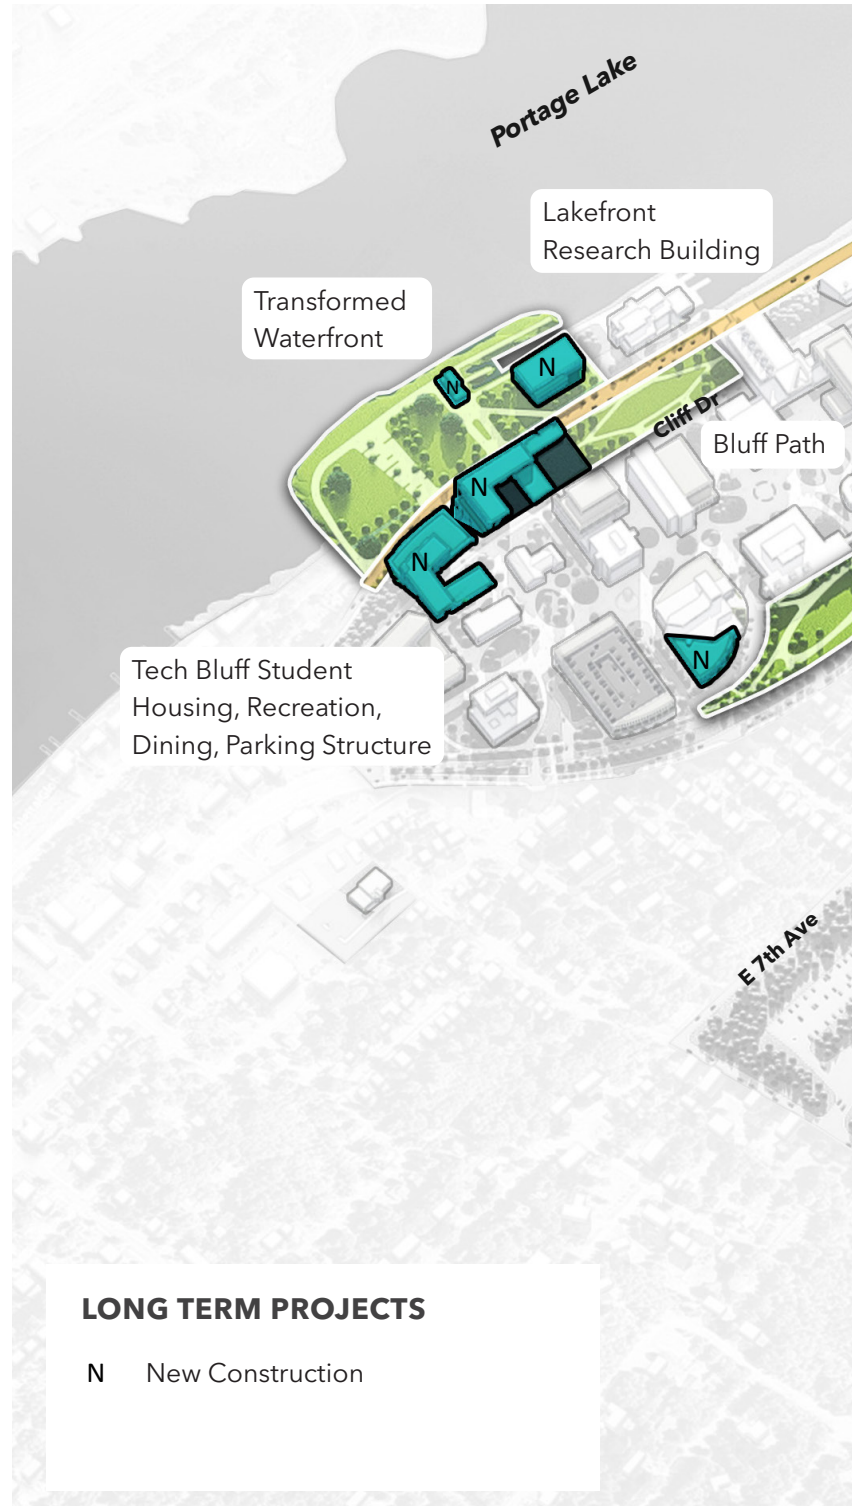 Portage Lake
Lakefront
Research Building
Transformed
Waterfront
N
N
Cliff Dr
Bluff Path
N
N
N
Tech Bluff Student
Housing, Recreation,
Dining, Parking Structure
E 7th Ave
LONG TERM PROJECTS
N New Construction